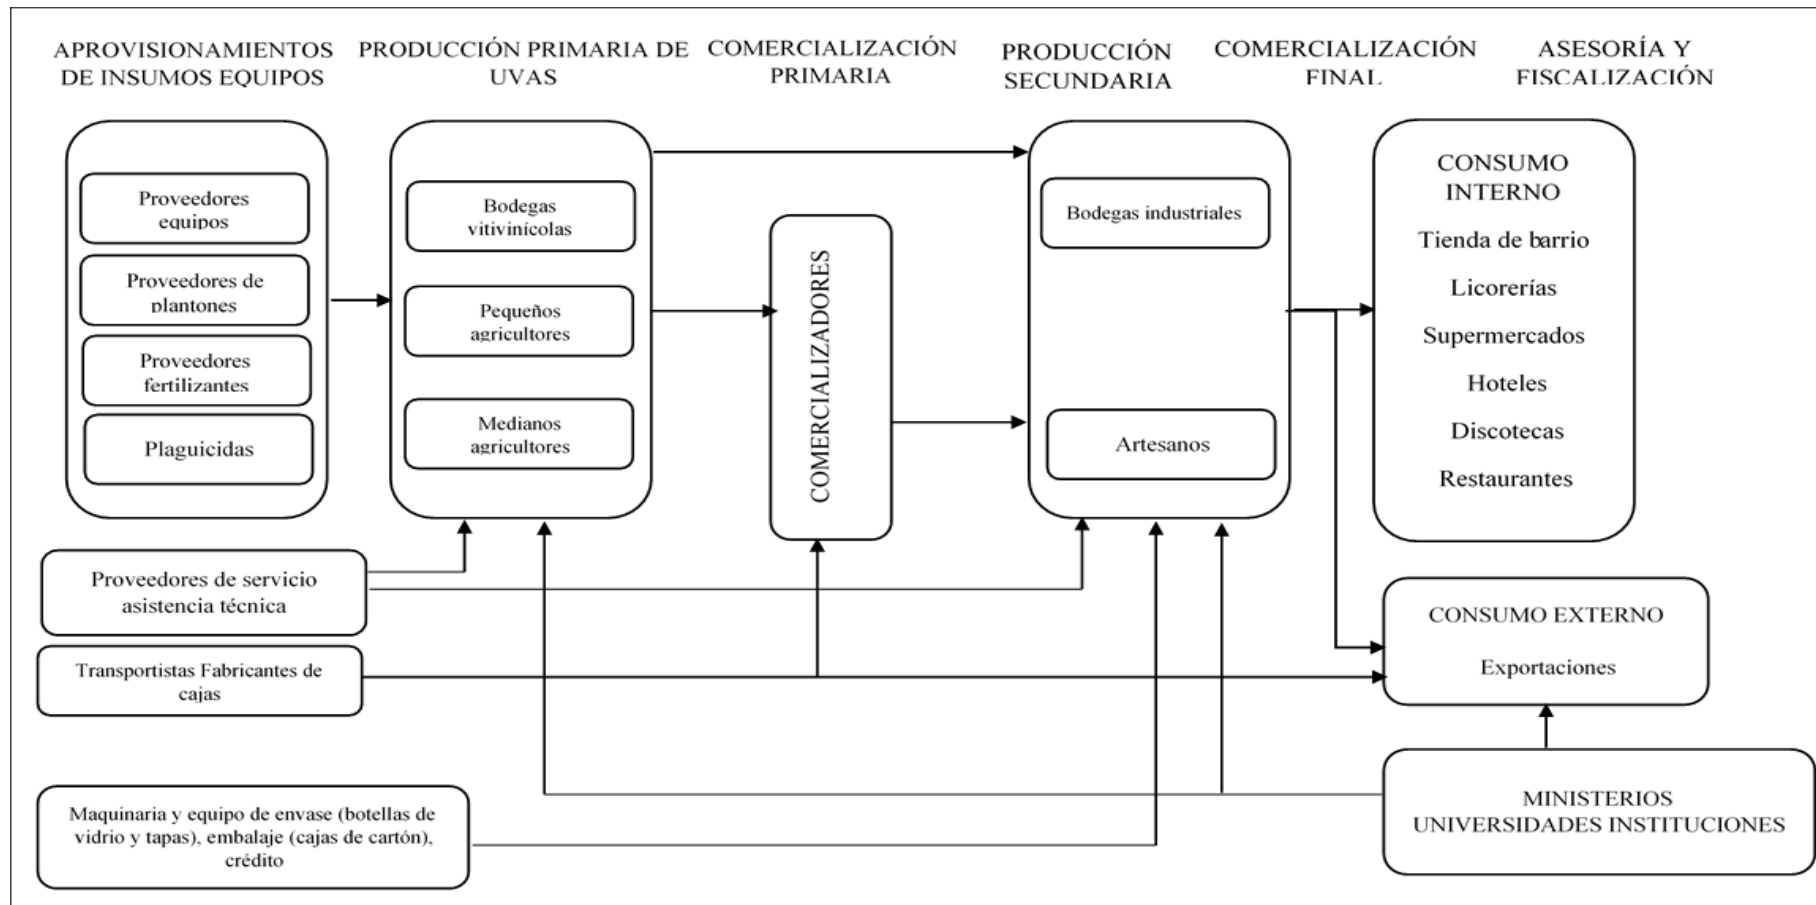 APROVISIONAMIENTOS
DE INSUMOS EQUIPOS
PRODUCCIÓN PRIMARIA DE
UVAS
COMERCIALIZACIÓN
PRIMARIA
PRODUCCIÓN
SECUNDARIA
COMERCIALIZACIÓN
FINAL
ASESORÍA Y
FISCALIZACIÓN
Proveedores
equipos
Proveedores de
plantones
Proveedores
fertilizantes
Plaguicidas
Bodegas
vitivinícolas
Pequeños
agricultores
Medianos
agricultores
COMERCIALIZADORES
Bodegas industriales
Artesanos
CONSUMO
INTERNO
Tienda de barrio
Licorerías
Supermercados
Hoteles
Discotecas
Restaurantes
Proveedores de servicio
asistencia técnica
Transportistas Fabricantes de
cajas
CONSUMO EXTERNO
Exportaciones
Maquinaria y equipo de envase (botellas de
vidrio y tapas), embalaje (cajas de cartón),
crédito
MINISTERIOS
UNIVERSIDADES INSTITUCIONES